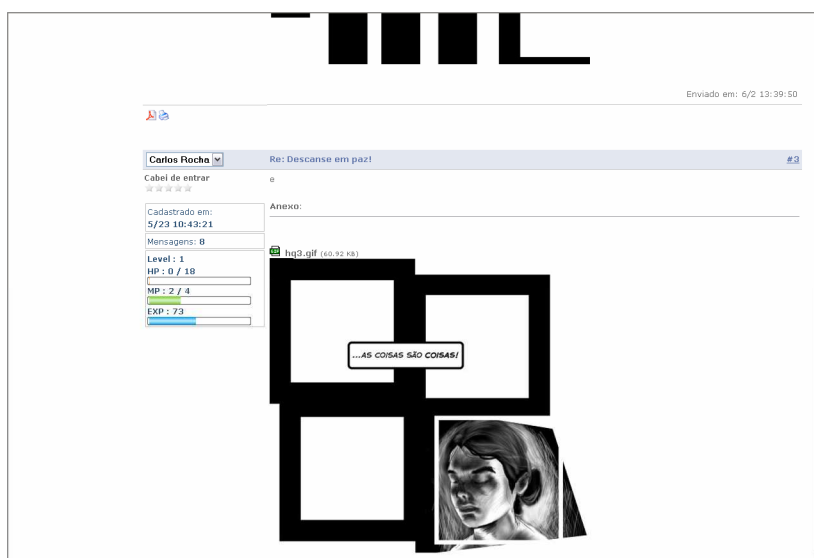 Enviado em: 6/2 13:39:50
Carlos Rocha
Re: Descanse em paz!
#3
Cabei de entrar
e
Cadastrado em:
5/23 10:43:21
Mensagens: 8
Level : 1
HP : 0 / 18
MP : 2 / 4
EXP : 73
Anexo:
hq3.gif (60.92 KB)
...AS COISAS SÃO COISAS!